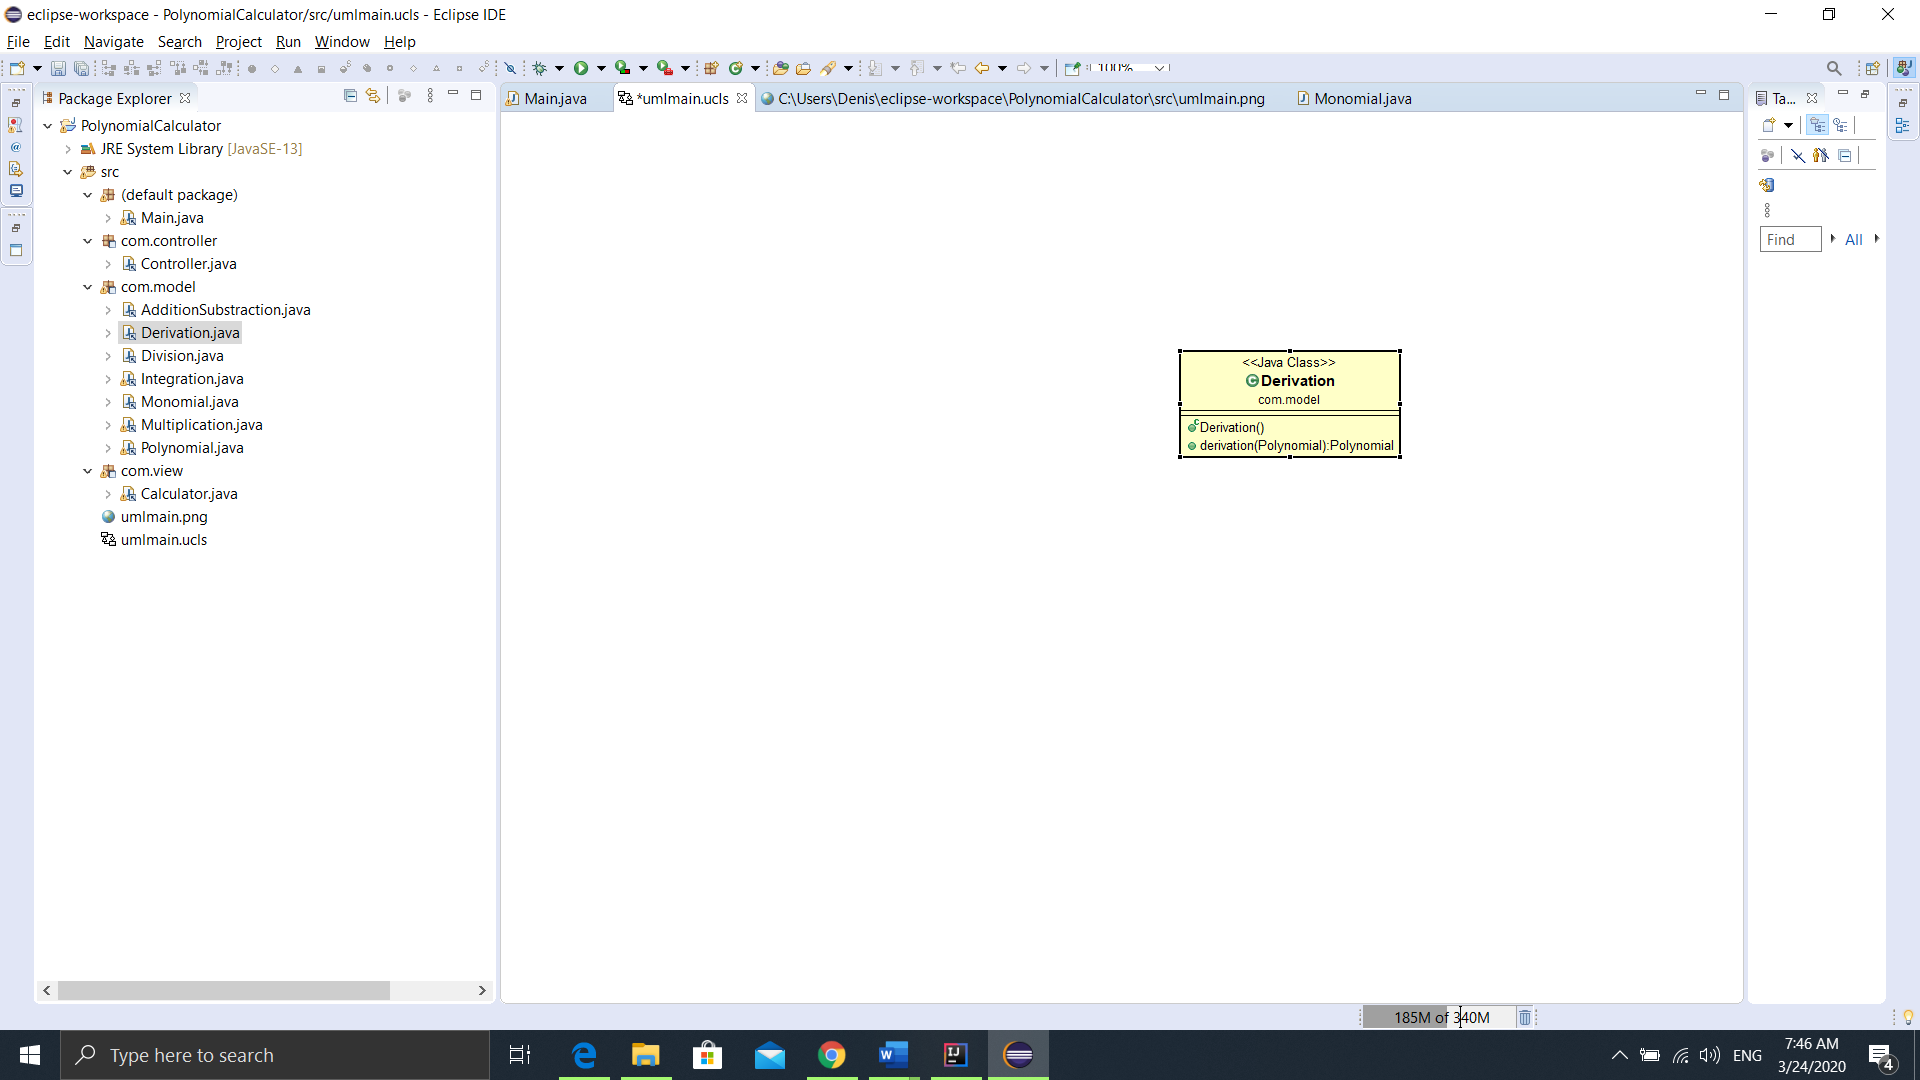 eclipse-workspace - PolynomialCalculator/src/umlmain.ucls - Eclipse IDE
File Edit Navigate Search Project Run Window Help
100%
Package Explorer
Main.java
*umlmain.ucls
C:\Users\Denis\eclipse-workspace\PolynomialCalculator\src\umlmain.png
Monomial.java
Ta...
PolynomialCalculator
JRE System Library [JavaSE-13]
src
(default package)
Main.java
com.controller
Controller.java
com.model
AdditionSubstraction.java
Derivation.java
Division.java
Integration.java
Monomial.java
Multiplication.java
Polynomial.java
com.view
Calculator.java
umlmain.png
umlmain.ucls
<<Java Class>>
Derivation
com.model
Derivation()
derivation(Polynomial):Polynomial
Find
All
185M of 340M
Type here to search
ENG
7:46 AM
3/24/2020
4